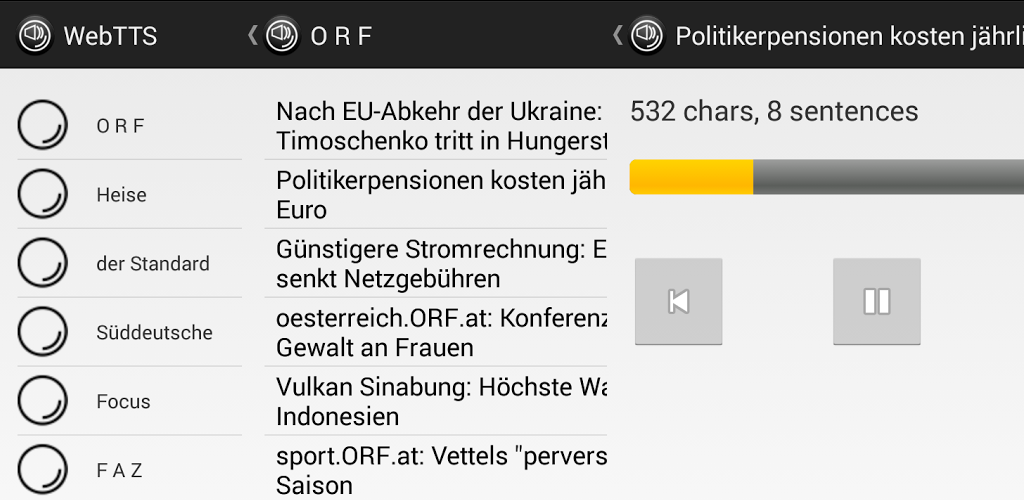 WebTTS
O R F
Heise
der Standard
Süddeutsche
Focus
F A Z
O R F
Nach EU-Abkehr der Ukraine:
Timoschenko tritt in Hungerst
Politikerpensionen kosten jäh
Euro
Günstigere Stromrechnung: E
senkt Netzgebühren
oesterreich.ORF.at: Konferenz
Gewalt an Frauen
Vulkan Sinabung: Höchste Wa
Indonesien
sport.ORF.at: Vettels "pervers
Saison
Politikerpensionen kosten jährli
532 chars, 8 sentences